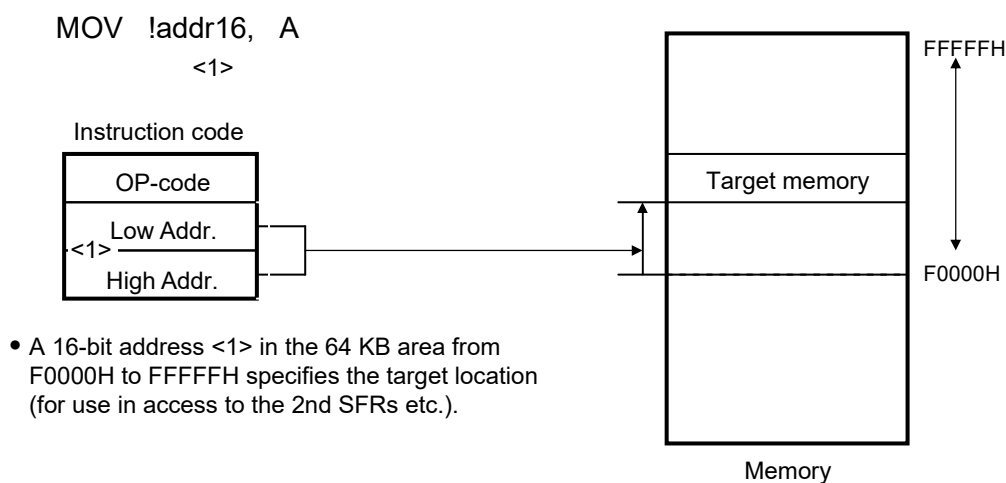 MOV !addr16, A
<1>
Instruction code
OP-code
Low Addr.
<1>
High Addr.
FFFFFH
Target memory
F0000H
Memory
• A 16-bit address <1> in the 64 KB area from
F0000H to FFFFFH specifies the target location
(for use in access to the 2nd SFRs etc.).